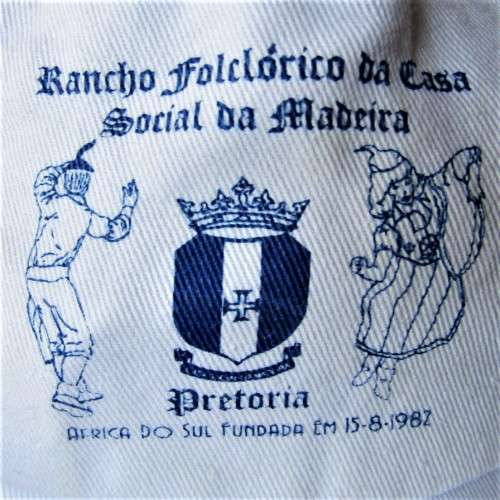 Rancho Folclórico da Casa
Social da Madeira
Pretoria
AFRICA DO SUL FUNDADA EM 15-8-1982